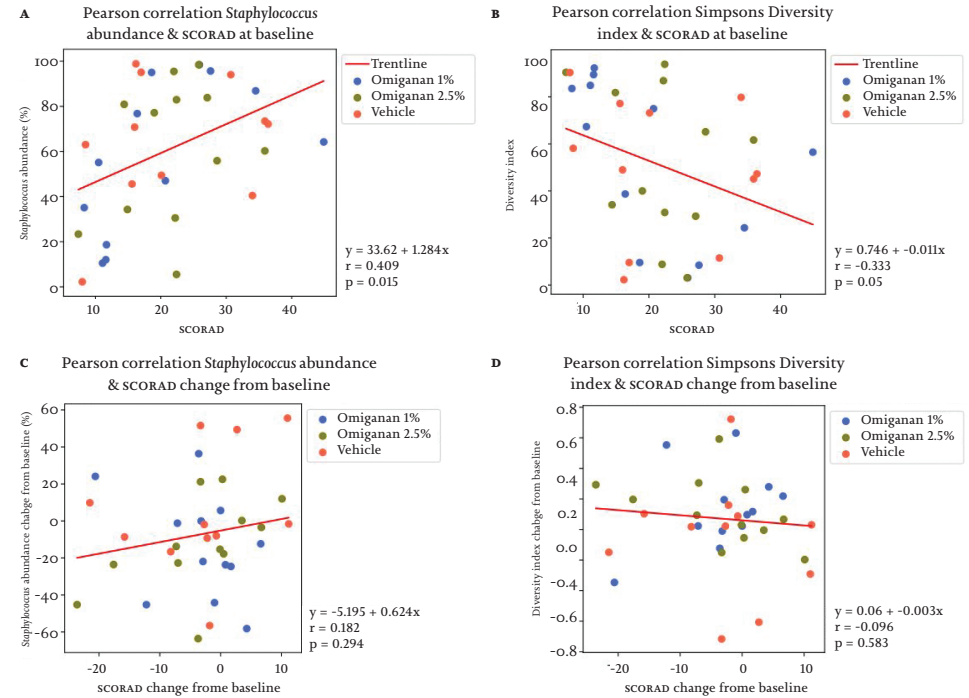 A Pearson correlation Staphylococcus
abundance & SCORAD at baseline
100
80
60
40
20
0
Staphylococcus abundance (%)
10 20 30 40
SCORAD
Trentline
Omiganan 1%
Omiganan 2.5%
Vehicle
y = 33.62 + 1.284x
r = 0.409
p = 0.015
B Pearson correlation Simpsons Diversity
index & SCORAD at baseline
100
80
60
40
20
0
Diversity index
10 20 30 40
SCORAD
Trentline
Omiganan 1%
Omiganan 2.5%
Vehicle
y = 0.746 + -0.011x
r = -0.333
p = 0.05
C Pearson correlation Staphylococcus abundance
& SCORAD change from baseline
60
40
20
0
-20
-40
-60
Staphylococcus abundance chabge from baseline (%)
-20 -10 0 10
SCORAD change frome baseline
Omiganan 1%
Omiganan 2.5%
Vehicle
y = -5.195 + 0.624x
r = 0.182
p = 0.294
D Pearson correlation Simpsons Diversity
index & SCORAD change from baseline
0.8
0.6
0.4
0.2
0.0
-0.4
-0.6
-0.8
Diversity index chabge from baseline
-20 -10 0 10
SCORAD change frome baseline
Omiganan 1%
Omiganan 2.5%
Vehicle
y = 0.06 + -0.003x
r = -0.096
p = 0.583